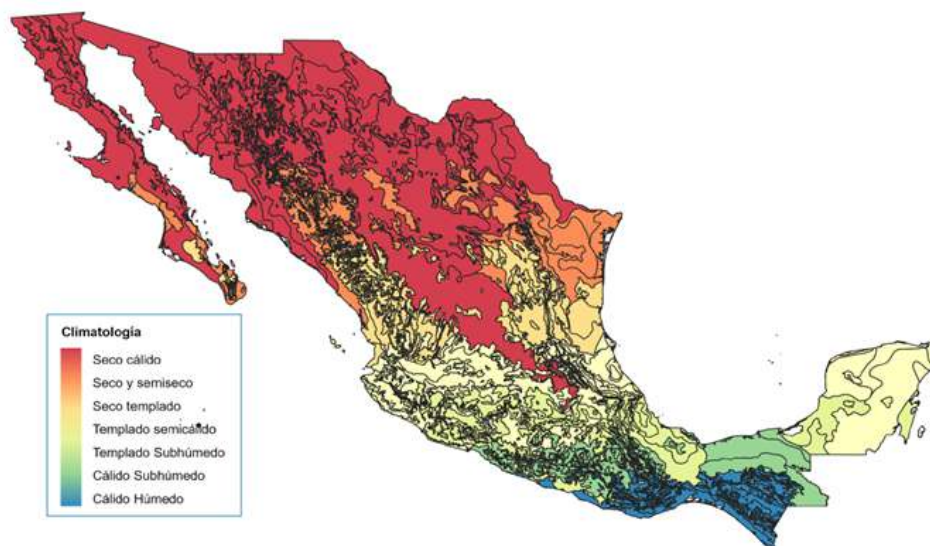 Climatología
Seco cálido
Seco y semiseco
Seco templado
Templado semicálido
Templado Subhúmedo
Cálido Subhúmedo
Cálido Húmedo